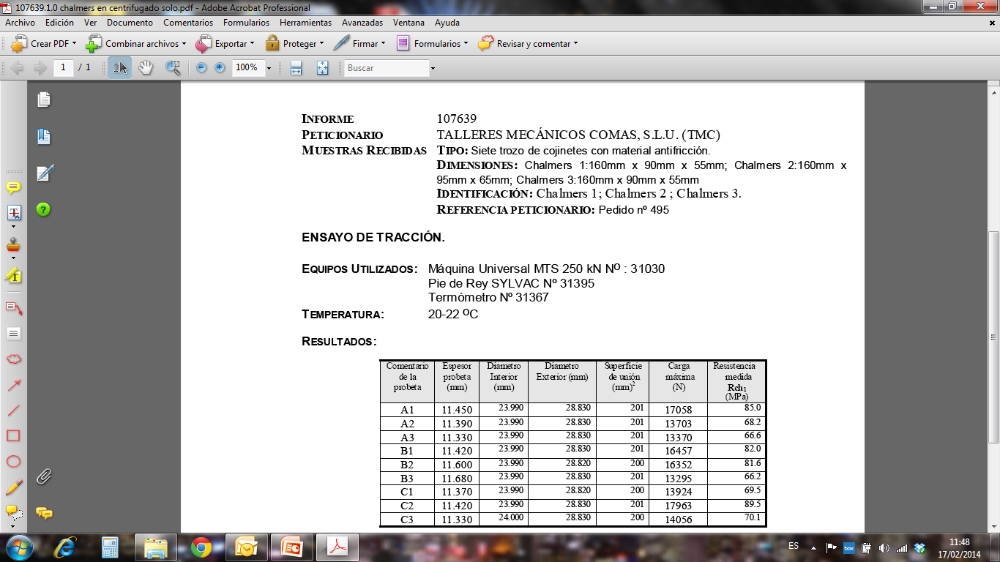 107639.1.0 chalmers en centrifugado solo.pdf - Adobe Acrobat Professional
Archivo Edición Ver Documento Comentarios Formularios Herramientas Avanzadas Ventana Ayuda
Crear PDF Combinar archivos Exportar Proteger Firmar Formularios Revisar y comentar
1 / 1 100% Buscar
INFORME 107639
PETICIONARIO TALLERES MECÁNICOS COMAS, S.L.U. (TMC)
MUESTRAS RECIBIDAS TIPO: Siete trozo de cojinetes con material antifricción.
DIMENSIONES: Chalmers 1:160mm x 90mm x 55mm; Chalmers 2:160mm x
95mm x 65mm; Chalmers 3:160mm x 90mm x 55mm
IDENTIFICACIÓN: Chalmers 1; Chalmers 2 ; Chalmers 3.
REFERENCIA PETICIONARIO: Pedido nº 495
ENSAYO DE TRACCIÓN.
EQUIPOS UTILIZADOS: Máquina Universal MTS 250 kN Nº : 31030
Pie de Rey SYLVAC Nº 31395
Termómetro Nº 31367
TEMPERATURA: 20-22 ºC
RESULTADOS:
Comentario de la probeta Espesor probeta (mm) Diametro Interior (mm) Diametro Exterior (mm) Superficie de unión (mm)2 Carga máxima (N) Resistencia medida Rch1 (MPa)
A1 11.450 23.990 28.830 201 17058 85.0
A2 11.390 23.990 28.830 201 13703 68.2
A3 11.330 23.990 28.830 201 13370 66.6
B1 11.420 23.990 28.830 201 16457 82.0
B2 11.600 23.990 28.820 200 16352 81.6
B3 11.680 23.990 28.830 201 13295 66.2
C1 11.370 23.990 28.820 200 13924 69.5
C2 11.420 23.990 28.830 201 17963 89.5
C3 11.330 24.000 28.830 200 14056 70.1
ES box 11:48
17/02/2014